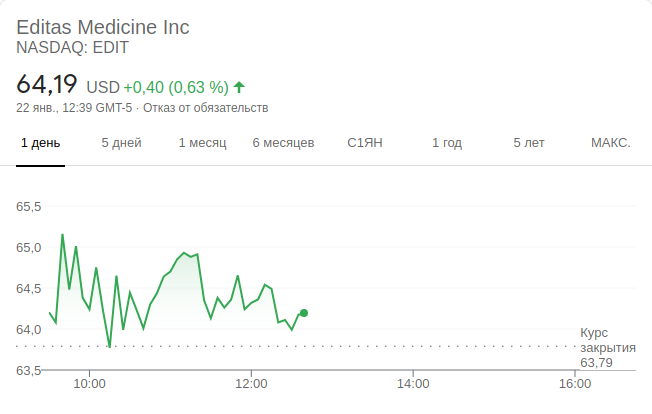 Editas Medicine Inc
NASDAQ: EDIT
64,19 USD +0,40 (0,63 %)
22 янв., 12:39 GMT-5 · Отказ от обязательств
1 день 5 дней 1 месяц 6 месяцев С1ЯН 1 год 5 лет МАКС.
65,5
65,0
64,5
64,0
63,5
Курс
закрытия
63,79
10:00 12:00 14:00 16:00